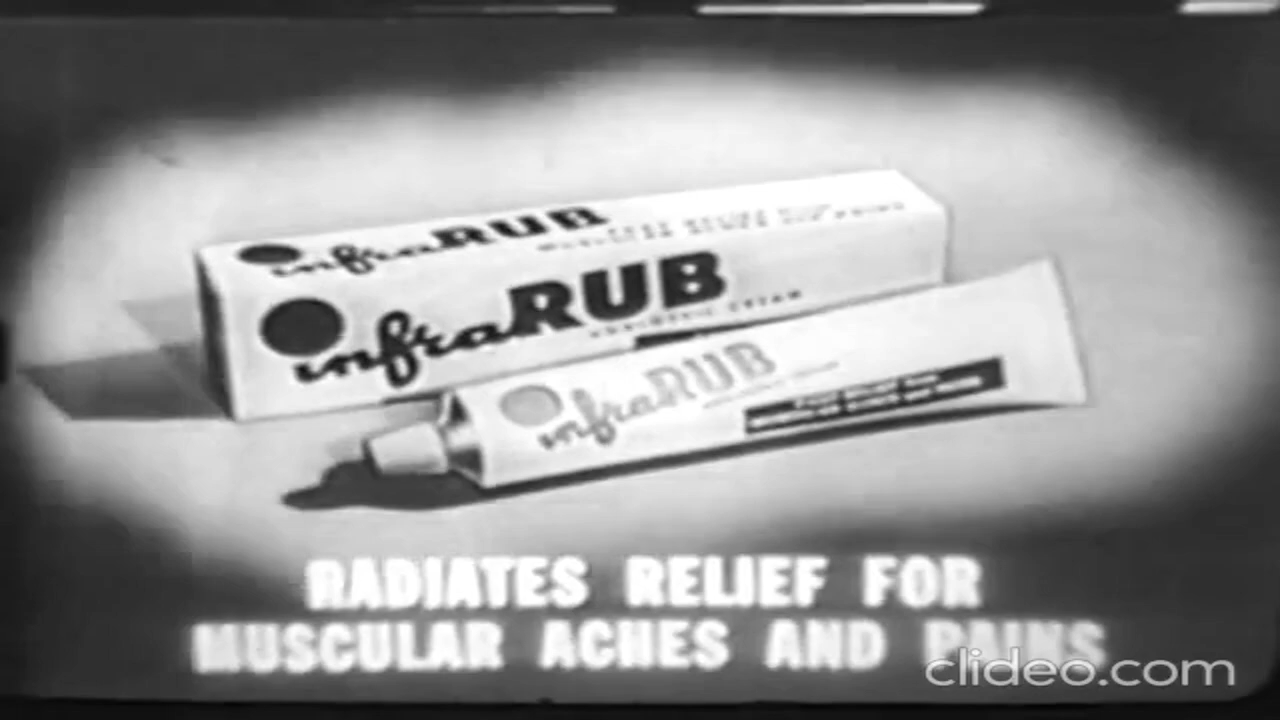 infraRUB
infraRUB
infraRUB
RADIATES RELIEF FOR
MUSCULAR ACHES AND PAINS
clideo.com